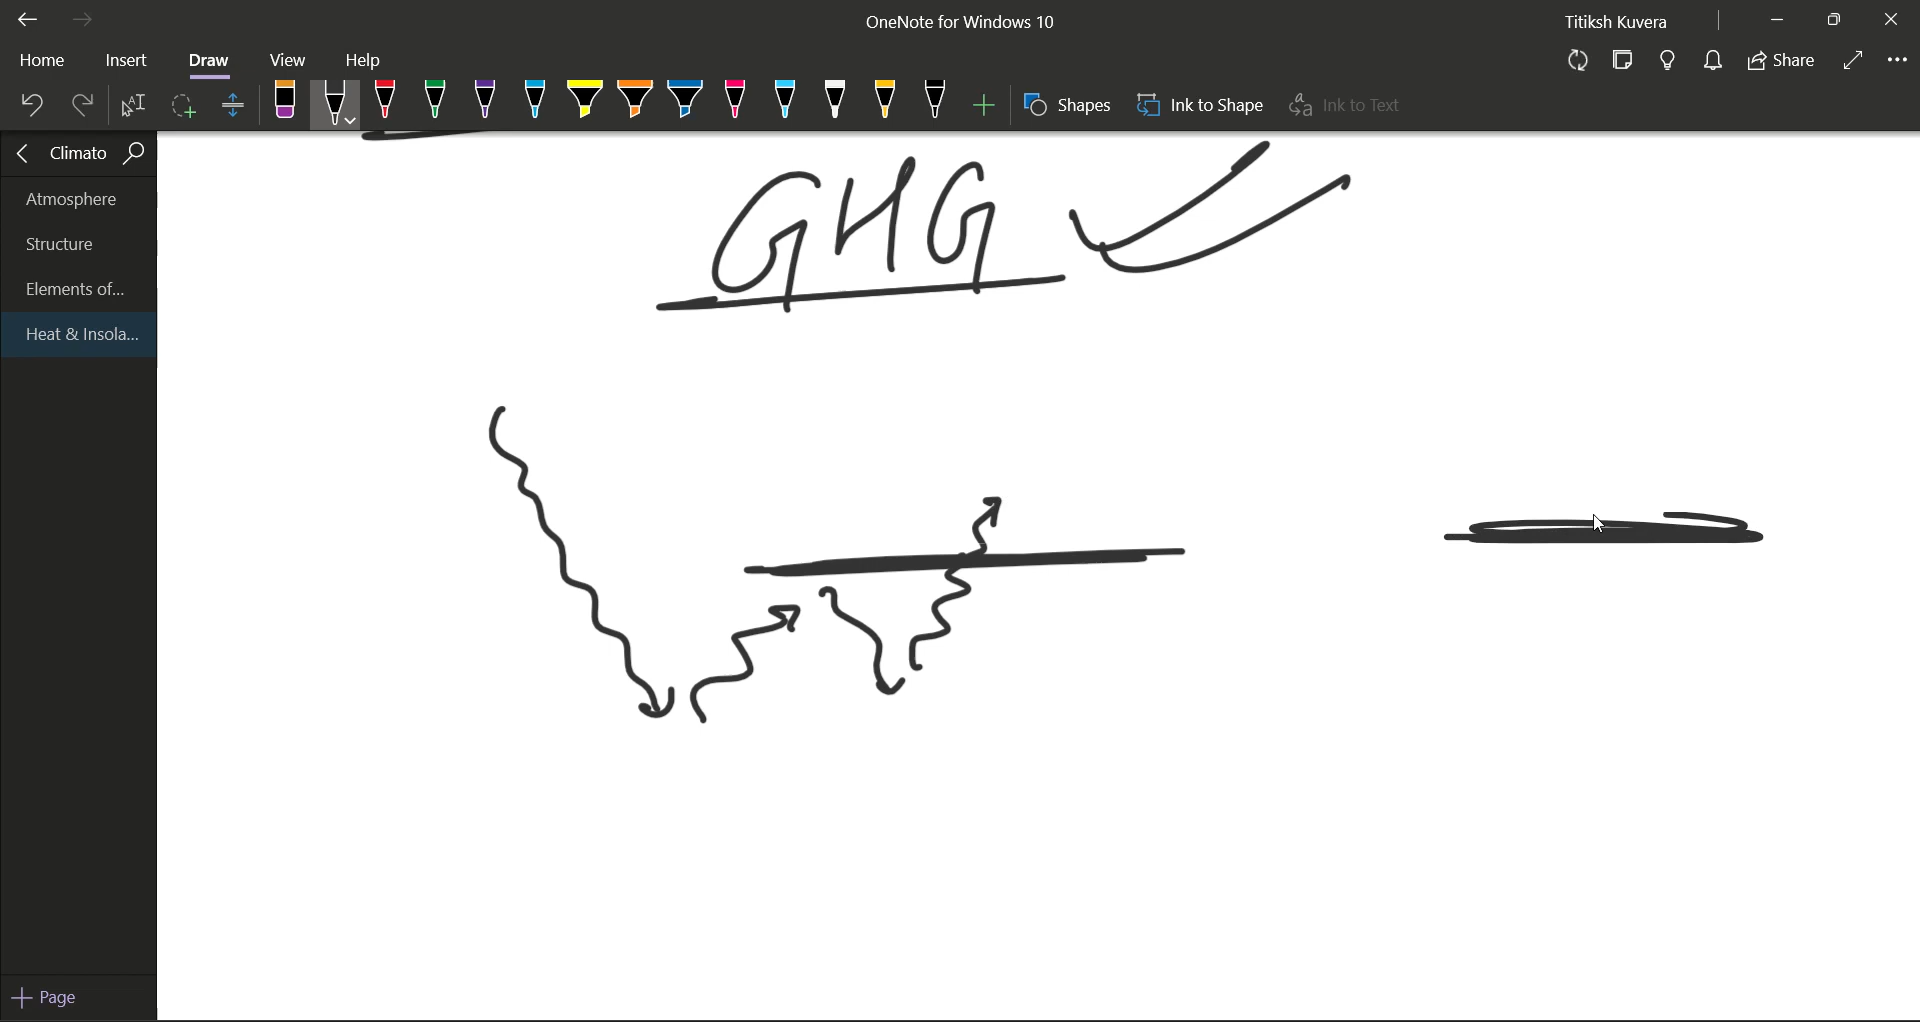 OneNote for Windows 10
Titiksh Kuvera
Home Insert Draw View Help
Share
Shapes Ink to Shape Ink to Text
Climato
Atmosphere
Structure
Elements of...
Heat & Insola...
GHG
Page